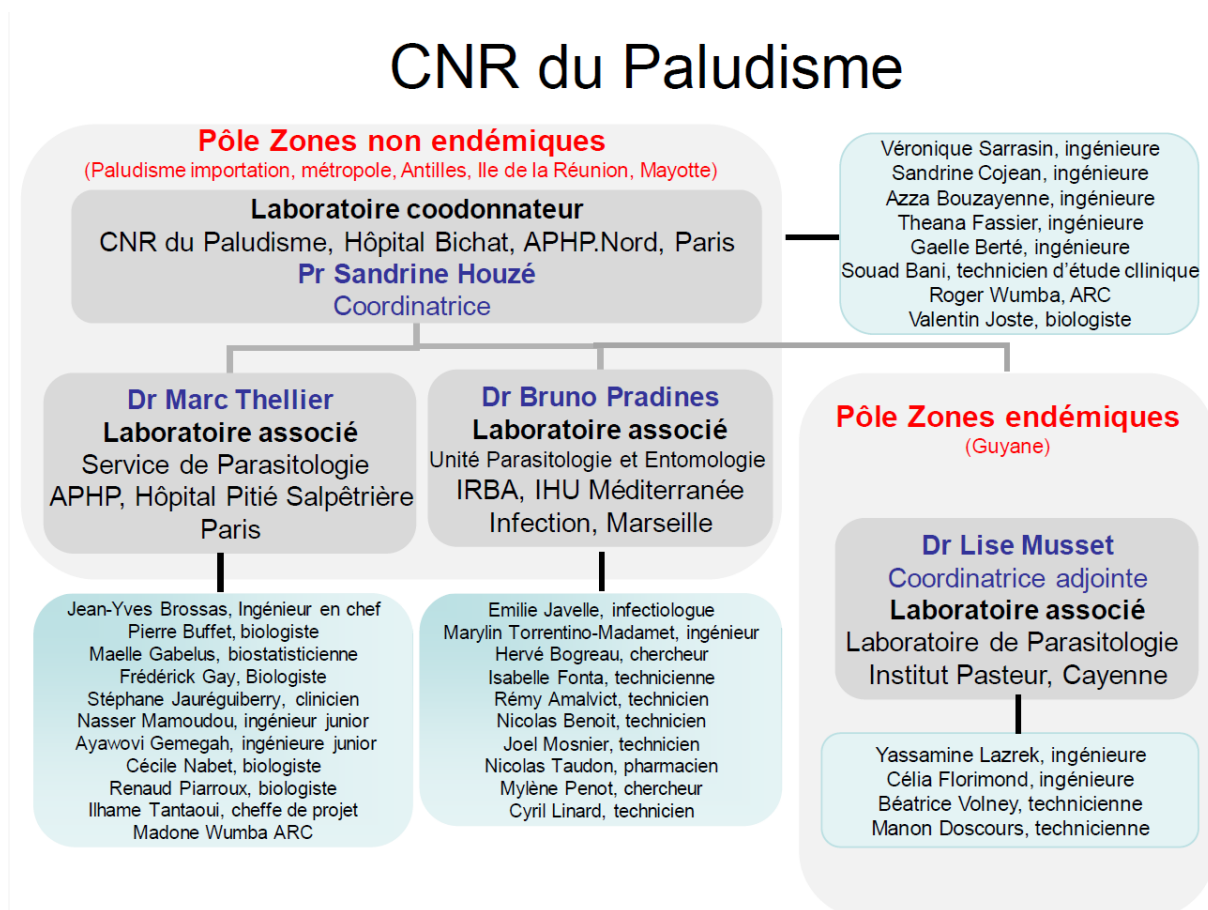 CNR du Paludisme
Pôle Zones non endémiques
(Paludisme importation, métropole, Antilles, Ile de la Réunion, Mayotte)
Laboratoire coodonnateur
CNR du Paludisme, Hôpital Bichat, APHP.Nord, Paris
Pr Sandrine Houzé
Coordinatrice
Véronique Sarrasin, ingénieure
Sandrine Cojean, ingénieure
Azza Bouzayenne, ingénieure
Theana Fassier, ingénieure
Gaelle Berté, ingénieure
Souad Bani, technicien d'étude cllinique
Roger Wumba, ARC
Valentin Joste, biologiste
Dr Marc Thellier
Laboratoire associé
Service de Parasitologie
APHP, Hôpital Pitié Salpêtrière
Paris
Dr Bruno Pradines
Laboratoire associé
Unité Parasitologie et Entomologie
IRBA, IHU Méditerranée
Infection, Marseille
Pôle Zones endémiques
(Guyane)
Dr Lise Musset
Coordinatrice adjointe
Laboratoire associé
Laboratoire de Parasitologie
Institut Pasteur, Cayenne
Jean-Yves Brossas, Ingénieur en chef
Pierre Buffet, biologiste
Maelle Gabelus, biostatisticienne
Frédérick Gay, Biologiste
Stéphane Jauréguiberry, clinicien
Nasser Mamoudou, ingénieur junior
Ayawovi Gemegah, ingénieure junior
Cécile Nabet, biologiste
Renaud Piarroux, biologiste
Ilhame Tantaoui, cheffe de projet
Madone Wumba ARC
Emilie Javelle, infectiologue
Marylin Torrentino-Madamet, ingénieur
Hervé Bogreau, chercheur
Isabelle Fonta, technicienne
Rémy Amalvict, technicien
Nicolas Benoit, technicien
Joel Mosnier, technicien
Nicolas Taudon, pharmacien
Mylène Penot, chercheur
Cyril Linard, technicien
Yassamine Lazrek, ingénieure
Célia Florimond, ingénieure
Béatrice Volney, technicienne
Manon Doscours, technicienne